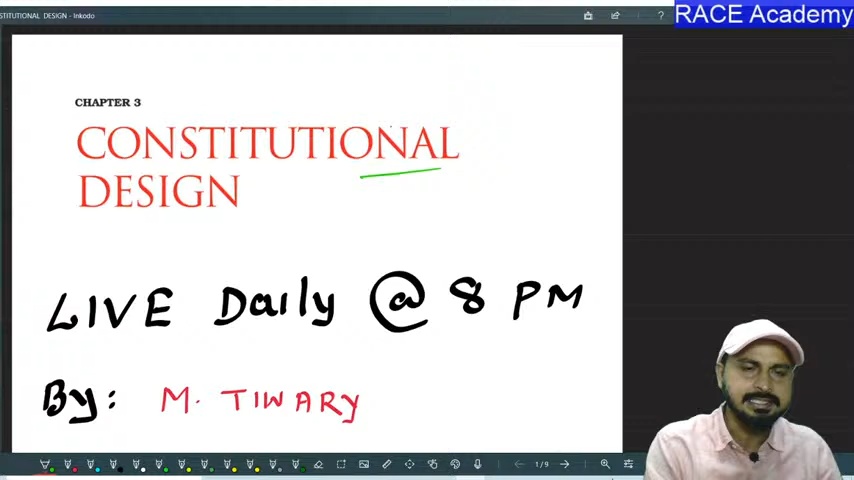 STITUTIONAL DESIGN - Inkodo
?
RACE Academy
CHAPTER 3
CONSTITUTIONAL
DESIGN
LIVE Daily @ 8 PM
By: M. TIWARY
1/9